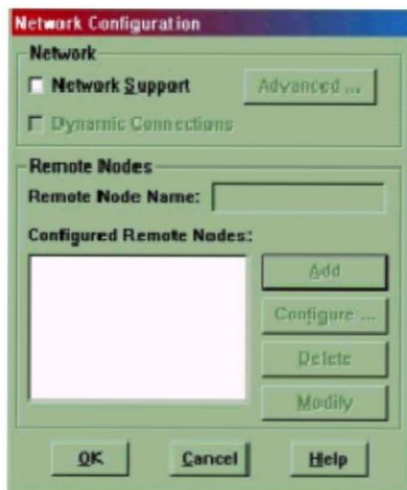 Network Configuration
Network
Network Support
Advanced ...
Dynamic Connections
Remote Nodes
Remote Node Name:
Configured Remote Nodes:
Add
Configure ...
Delete
Modify
OK
Cancel
Help